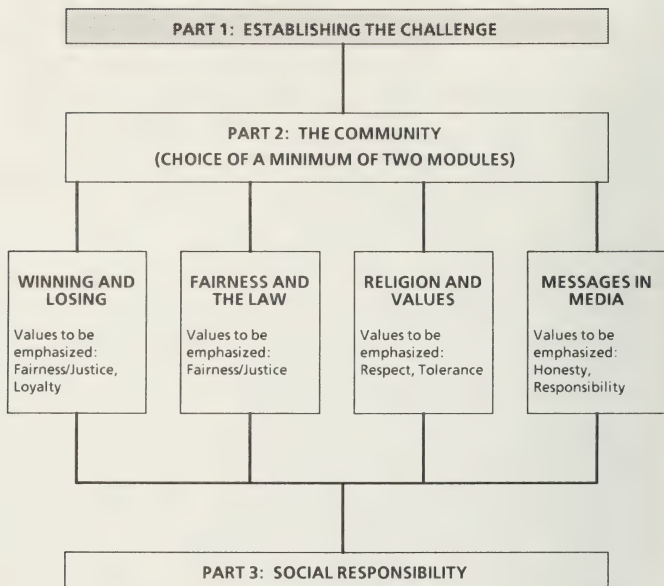 PART 1: ESTABLISHING THE CHALLENGE
PART 2: THE COMMUNITY
(CHOICE OF A MINIMUM OF TWO MODULES)
WINNING AND
LOSING
Values to be
emphasized:
Fairness/Justice,
Loyalty
FAIRNESS AND
THE LAW
Values to be
emphasized:
Fairness/Justice
RELIGION AND
VALUES
Values to be
emphasized:
Respect, Tolerance
MESSAGES IN
MEDIA
Values to be
emphasized:
Honesty,
Responsibility
PART 3: SOCIAL RESPONSIBILITY